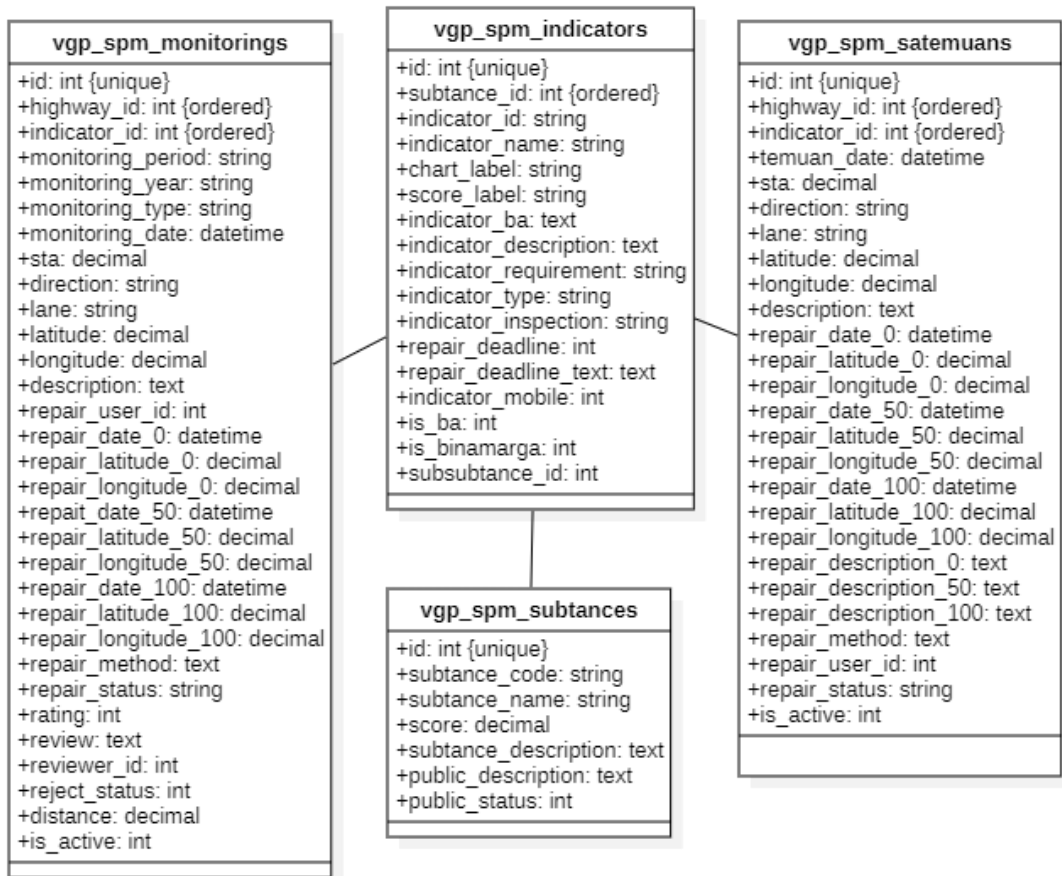 vgp_spm_monitorings
+id: int {unique}
+highway_id: int {ordered}
+indicator_id: int {ordered}
+monitoring_period: string
+monitoring_year: string
+monitoring_type: string
+monitoring_date: datetime
+sta: decimal
+direction: string
+lane: string
+latitude: decimal
+longitude: decimal
+description: text
+repair_user_id: int
+repair_date_0: datetime
+repair_latitude_0: decimal
+repair_longitude_0: decimal
+repait_date_50: datetime
+repair_latitude_50: decimal
+repair_longitude_50: decimal
+repair_date_100: datetime
+repair_latitude_100: decimal
+repair_longitude_100: decimal
+repair_method: text
+repair_status: string
+rating: int
+review: text
+reviewer_id: int
+reject_status: int
+distance: decimal
+is_active: int
vgp_spm_indicators
+id: int {unique}
+subtance_id: int {ordered}
+indicator_id: string
+indicator_name: string
+chart_label: string
+score_label: string
+indicator_ba: text
+indicator_description: text
+indicator_requirement: string
+indicator_type: string
+indicator_inspection: string
+repair_deadline: int
+repair_deadline_text: text
+indicator_mobile: int
+is_ba: int
+is_binamarga: int
+subsubtance_id: int
vgp_spm_subtances
+id: int {unique}
+subtance_code: string
+subtance_name: string
+score: decimal
+subtance_description: text
+public_description: text
+public_status: int
vgp_spm_satemuans
+id: int {unique}
+highway_id: int {ordered}
+indicator_id: int {ordered}
+temuan_date: datetime
+sta: decimal
+direction: string
+lane: string
+latitude: decimal
+longitude: decimal
+description: text
+repair_date_0: datetime
+repair_latitude_0: decimal
+repair_longitude_0: decimal
+repair_date_50: datetime
+repair_latitude_50: decimal
+repair_longitude_50: decimal
+repair_date_100: datetime
+repair_latitude_100: decimal
+repair_longitude_100: decimal
+repair_description_0: text
+repair_description_50: text
+repair_description_100: text
+repair_method: text
+repair_user_id: int
+repair_status: string
+is_active: int